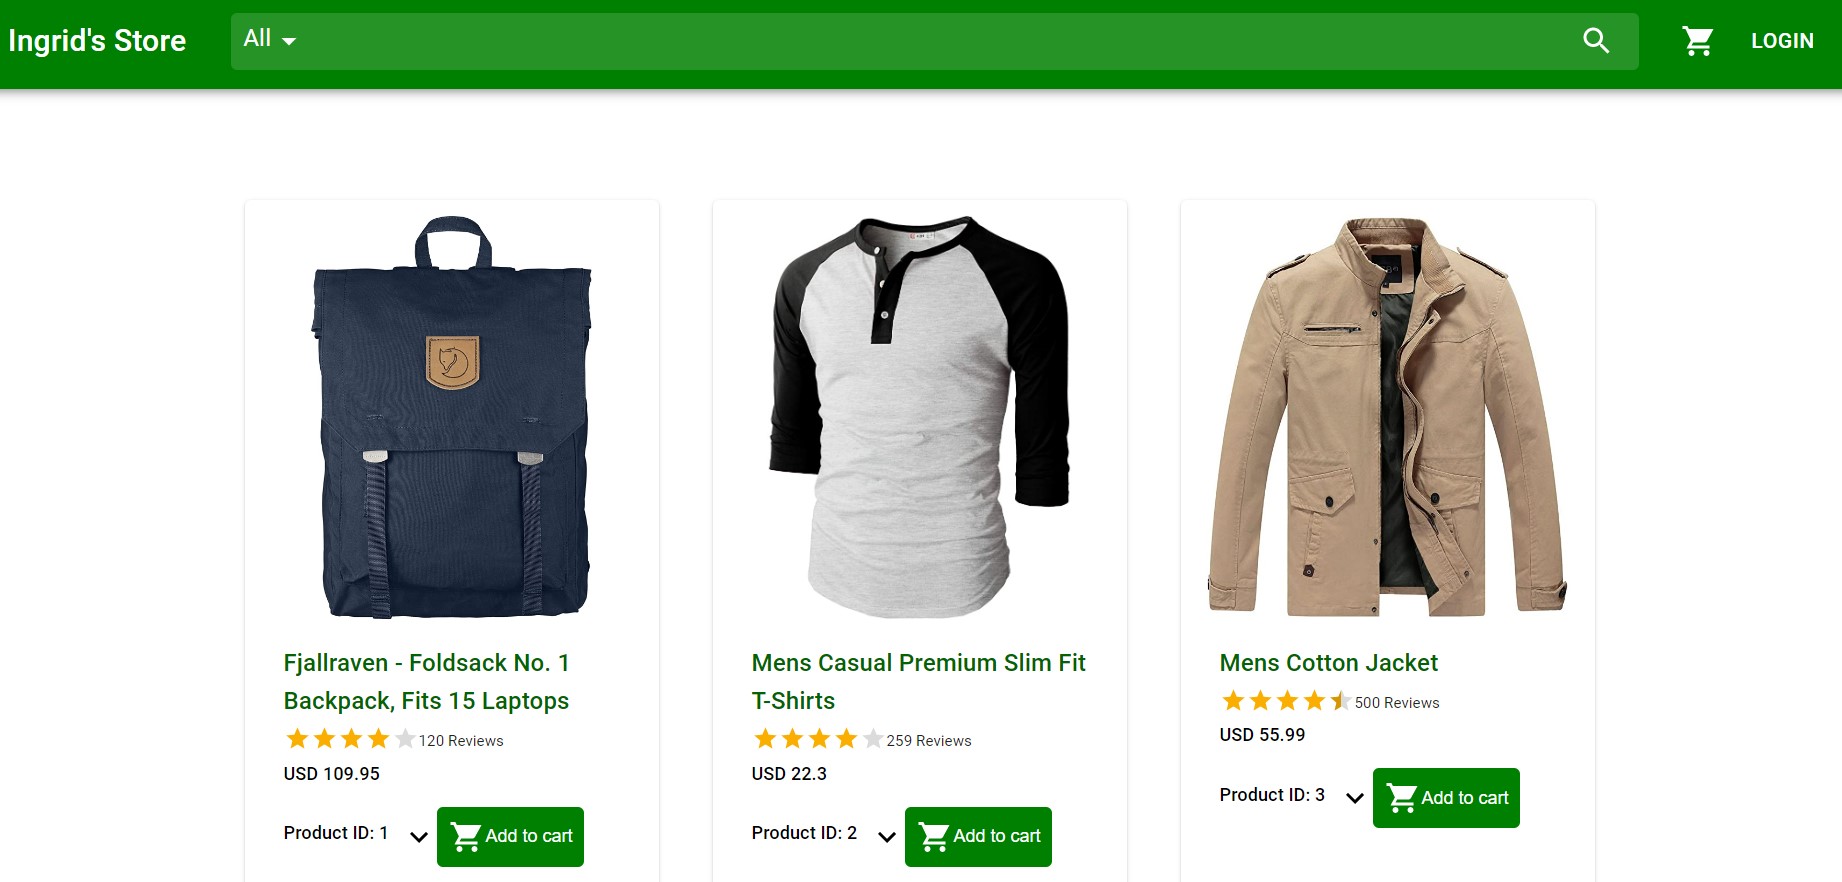 Ingrid's Store
All
LOGIN
Fjallraven - Foldsack No. 1
Backpack, Fits 15 Laptops
120 Reviews
USD 109.95
Product ID: 1
Add to cart
Mens Casual Premium Slim Fit
T-Shirts
259 Reviews
USD 22.3
Product ID: 2
Add to cart
Mens Cotton Jacket
500 Reviews
USD 55.99
Product ID: 3
Add to cart